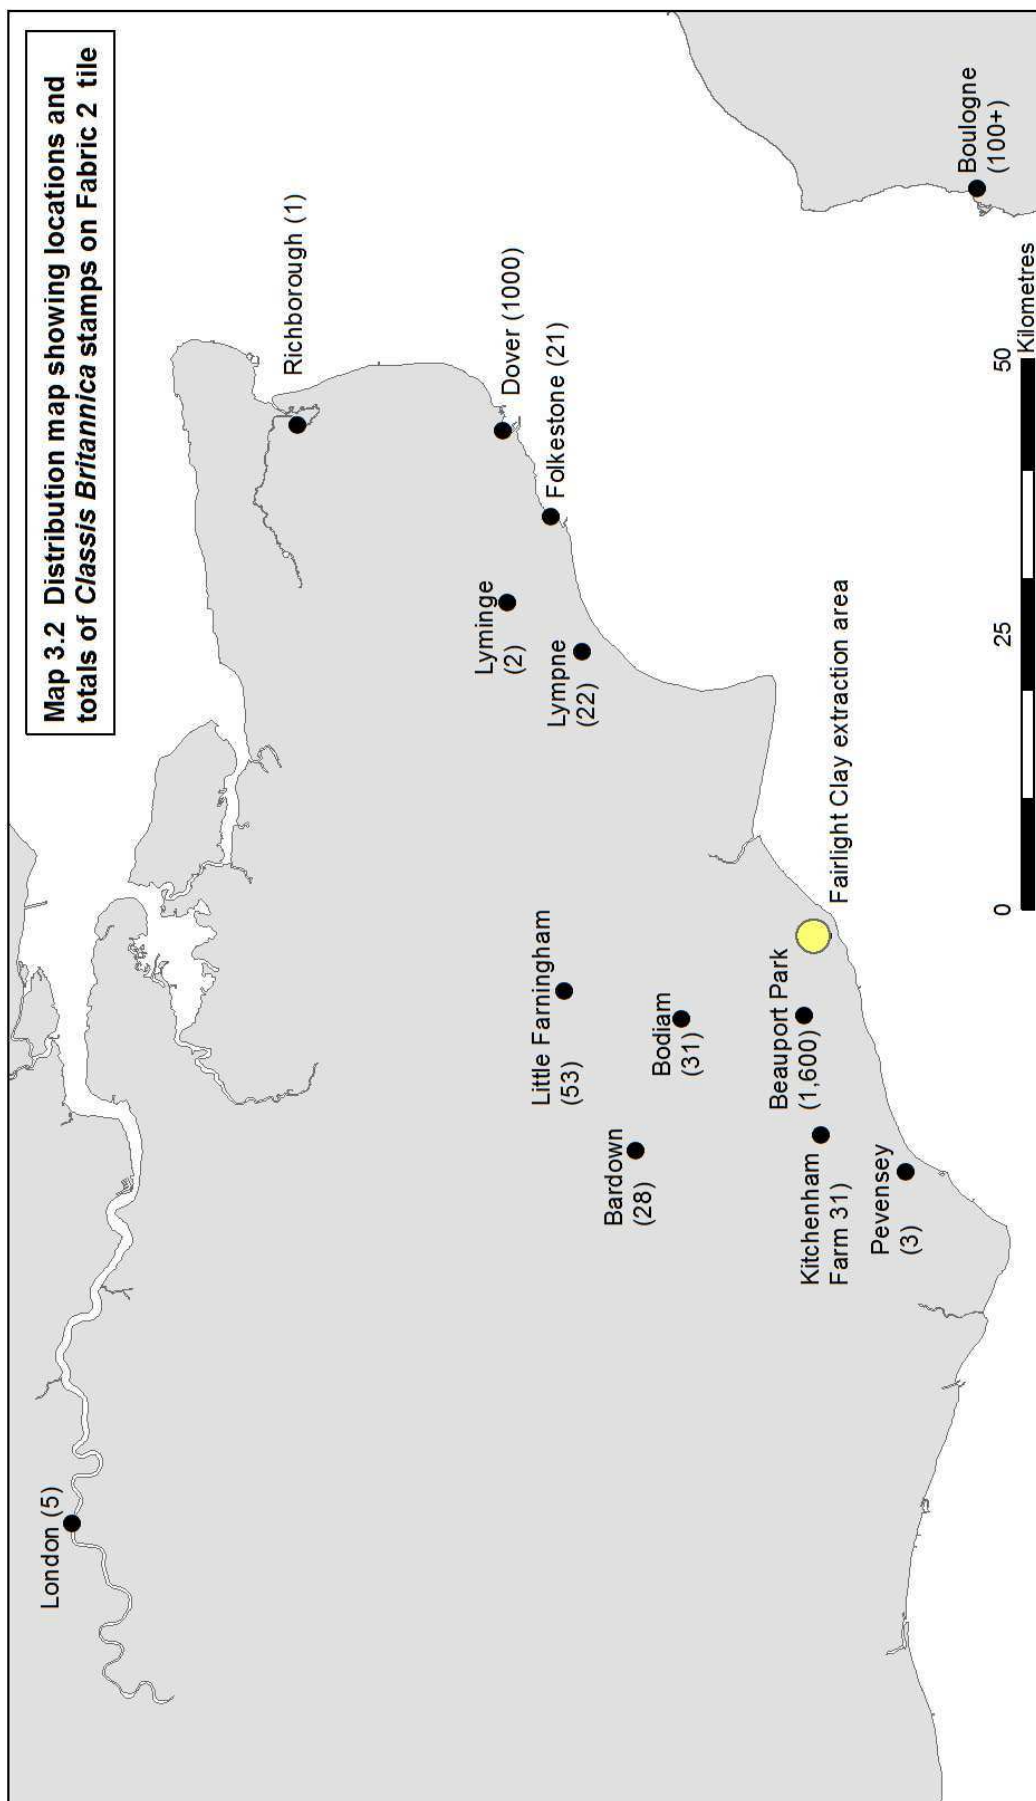 Map 3.2 Distribution map showing locations and
totals of Classis Britannica stamps on Fabric 2 tile
London (5)
Richborough (1)
Dover (1000)
Folkestone (21)
Lyminge
(2)
Lympne
(22)
Little Farningham
(53)
Bodiam
(31)
Bardown
(28)
Beauport Park
(1,600)
Kitchenham
Farm 31)
Pevensey
(3)
Fairlight Clay extraction area
Boulogne
(100+)
0
25
50
Kilometres